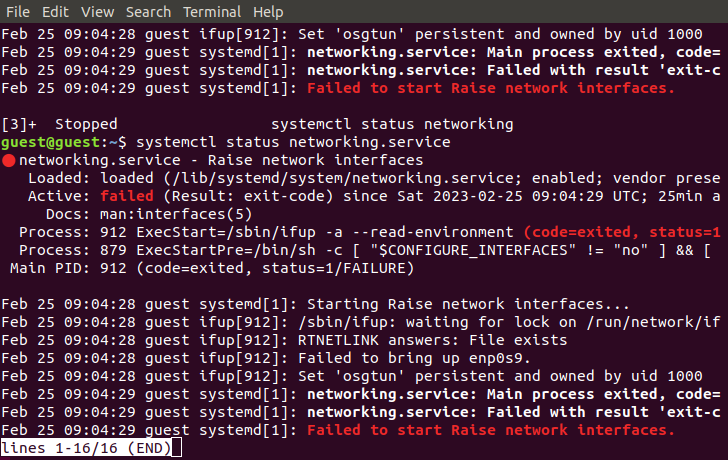 File  Edit  View  Search  Terminal  Help
Feb 25 09:04:28 guest ifup[912]: Set 'osgtun' persistent and owned by uid 1000
Feb 25 09:04:29 guest systemd[1]: networking.service: Main process exited, code=
Feb 25 09:04:29 guest systemd[1]: networking.service: Failed with result 'exit-c
Feb 25 09:04:29 guest systemd[1]: Failed to start Raise network interfaces.
[3]+  Stopped                 systemctl status networking
guest@guest:~$ systemctl status networking.service
● networking.service - Raise network interfaces
   Loaded: loaded (/lib/systemd/system/networking.service; enabled; vendor prese
   Active: failed (Result: exit-code) since Sat 2023-02-25 09:04:29 UTC; 25min a
     Docs: man:interfaces(5)
  Process: 912 ExecStart=/sbin/ifup -a --read-environment (code=exited, status=1
  Process: 879 ExecStartPre=/bin/sh -c [ "$CONFIGURE_INTERFACES" != "no" ] && [
 Main PID: 912 (code=exited, status=1/FAILURE)
Feb 25 09:04:28 guest systemd[1]: Starting Raise network interfaces...
Feb 25 09:04:28 guest ifup[912]: /sbin/ifup: waiting for lock on /run/network/if
Feb 25 09:04:28 guest ifup[912]: RTNETLINK answers: File exists
Feb 25 09:04:28 guest ifup[912]: Failed to bring up enp0s9.
Feb 25 09:04:28 guest ifup[912]: Set 'osgtun' persistent and owned by uid 1000
Feb 25 09:04:29 guest systemd[1]: networking.service: Main process exited, code=
Feb 25 09:04:29 guest systemd[1]: networking.service: Failed with result 'exit-c
Feb 25 09:04:29 guest systemd[1]: Failed to start Raise network interfaces.
lines 1-16/16 (END)